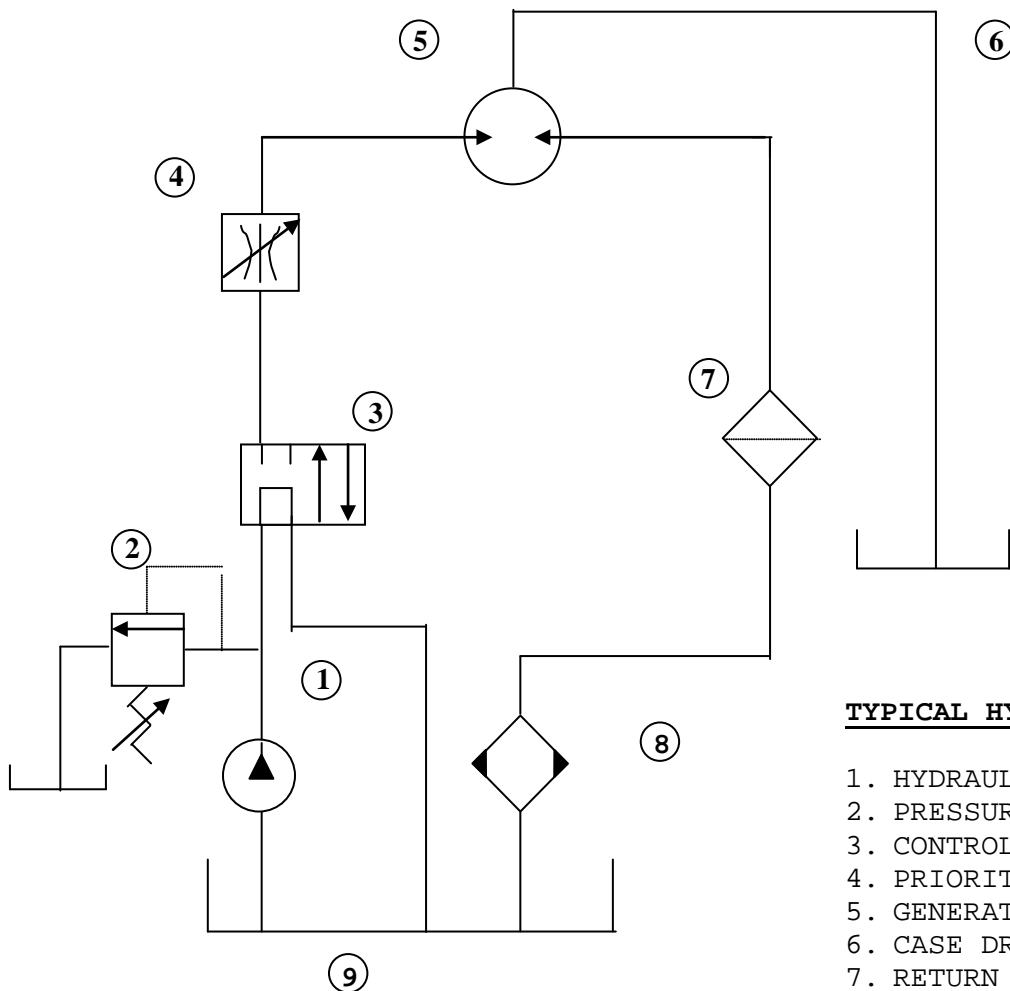 5
6
4
7
3
2
1
8
9
TYPICAL HY
1. HYDRAUL
2. PRESSUR
3. CONTROL
4. PRIORIT
5. GENERAT
6. CASE DR
7. RETURN